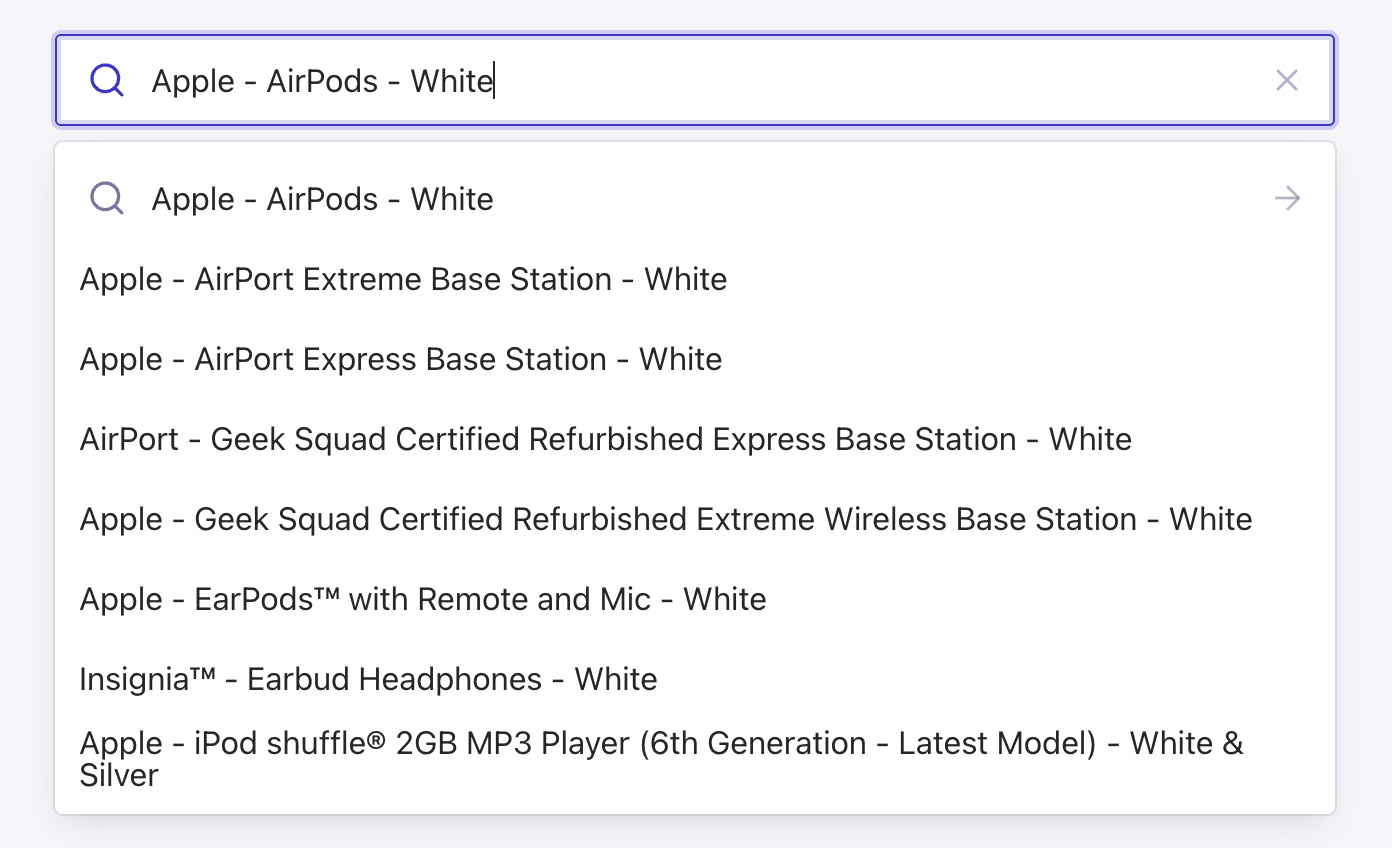 Apple - AirPods - White
Apple - AirPods - White
Apple - AirPort Extreme Base Station - White
Apple - AirPort Express Base Station - White
AirPort - Geek Squad Certified Refurbished Express Base Station - White
Apple - Geek Squad Certified Refurbished Extreme Wireless Base Station - White
Apple - EarPods™ with Remote and Mic - White
Insignia™ - Earbud Headphones - White
Apple - iPod shuffle® 2GB MP3 Player (6th Generation - Latest Model) - White &
Silver